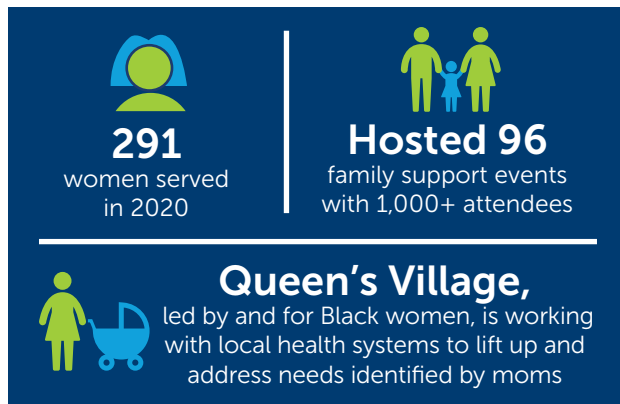 291
women served
in 2020
Hosted 96
family support events
with 1,000+ attendees
Queen’s Village,
led by and for Black women, is working
with local health systems to lift up and
address needs identified by moms